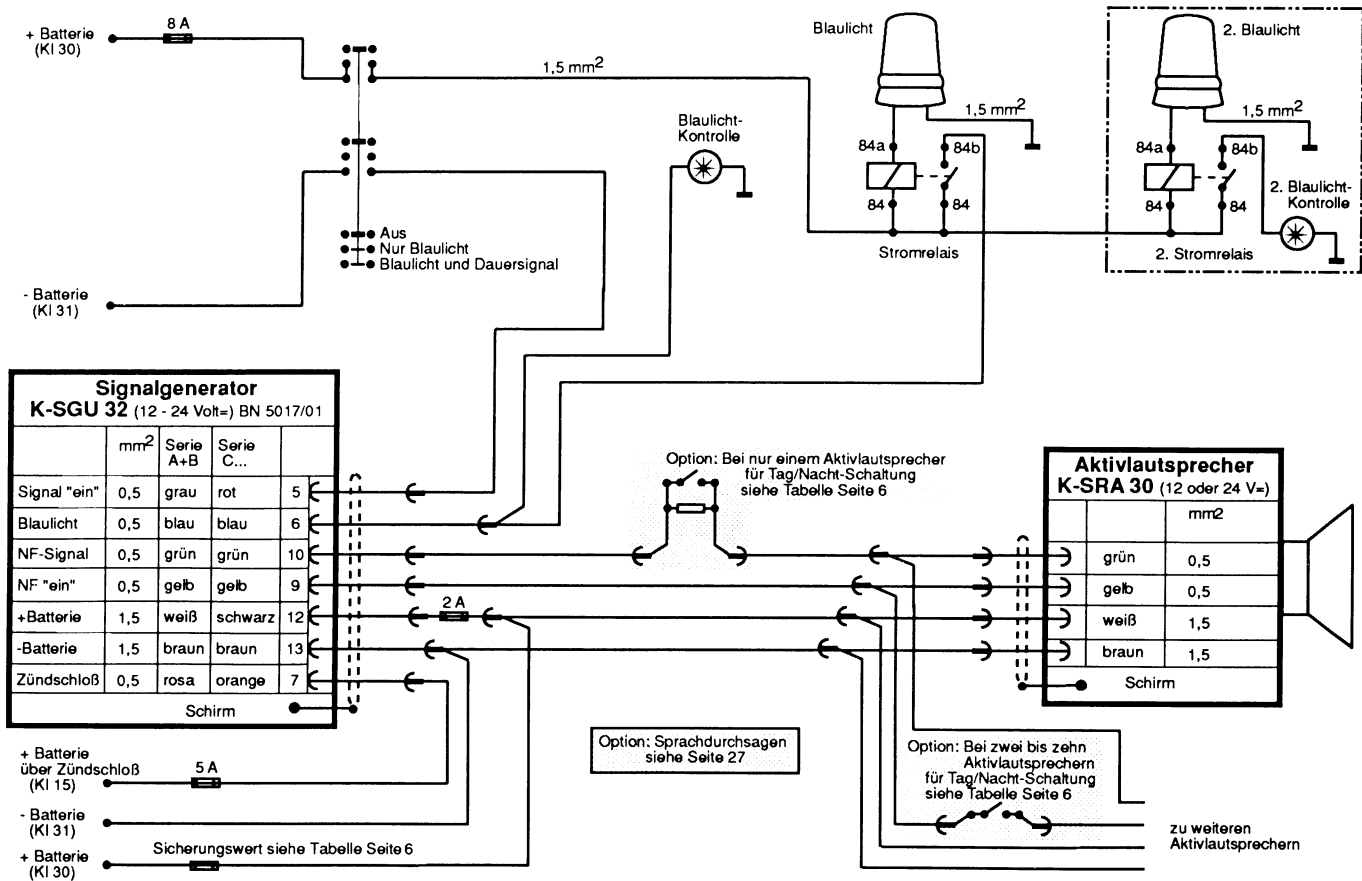 + Batterie
(Kl 30)
8 A
1,5 mm2
Blaulicht
1,5 mm2
2. Blaulicht
1,5 mm2
Blaulicht-
Kontrolle
84a
84b
84
84
Stromrelais
84a
84b
84
84
2. Blaulicht-
Kontrolle
2. Stromrelais
Aus
Nur Blaulicht
Blaulicht und Dauersignal
- Batterie
(Kl 31)
Signalgenerator
K-SGU 32 (12 - 24 Volt=) BN 5017/01
mm2 Serie A+B Serie C...
Signal "ein" 0,5 grau rot 5
Blaulicht 0,5 blau blau 6
NF-Signal 0,5 grün grün 10
NF "ein" 0,5 gelb gelb 9
+Batterie 1,5 weiß schwarz 12
-Batterie 1,5 braun braun 13
Zündschloß 0,5 rosa orange 7
Schirm
2 A
Option: Bei nur einem Aktivlautsprecher
für Tag/Nacht-Schaltung
siehe Tabelle Seite 6
Aktivlautsprecher
K-SRA 30 (12 oder 24 V=)
mm2
grün 0,5
gelb 0,5
weiß 1,5
braun 1,5
Schirm
Option: Sprachdurchsagen
siehe Seite 27
Option: Bei zwei bis zehn
Aktivlautsprechern
für Tag/Nacht-Schaltung
siehe Tabelle Seite 6
+ Batterie
über Zündschloß
(Kl 15)
5 A
- Batterie
(Kl 31)
+ Batterie
(Kl 30)
Sicherungswert siehe Tabelle Seite 6
zu weiteren
Aktivlautsprechern